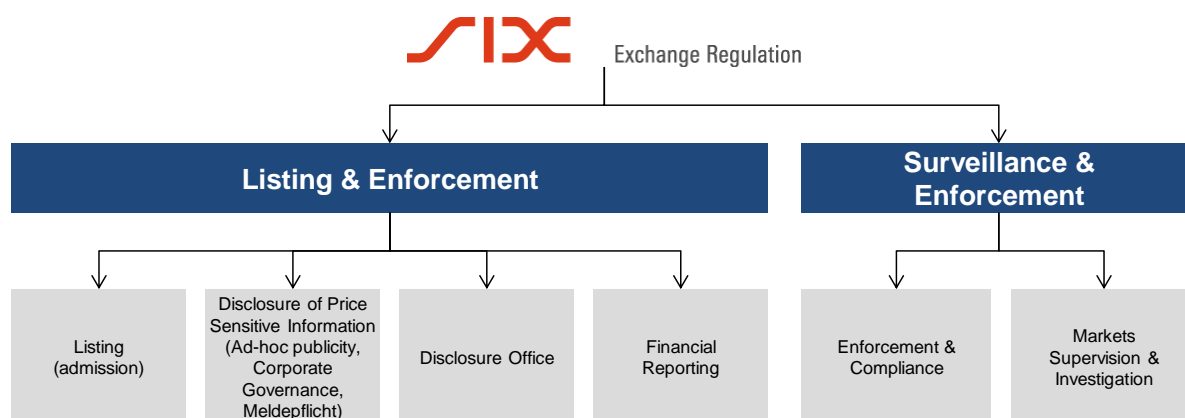 SIX Exchange Regulation
Listing & Enforcement
Surveillance &
Enforcement
Listing
(admission)
Disclosure of Price
Sensitive Information
(Ad-hoc publicity,
Corporate
Governance,
Meldepflicht)
Disclosure Office
Financial
Reporting
Enforcement &
Compliance
Markets
Supervision &
Investigation